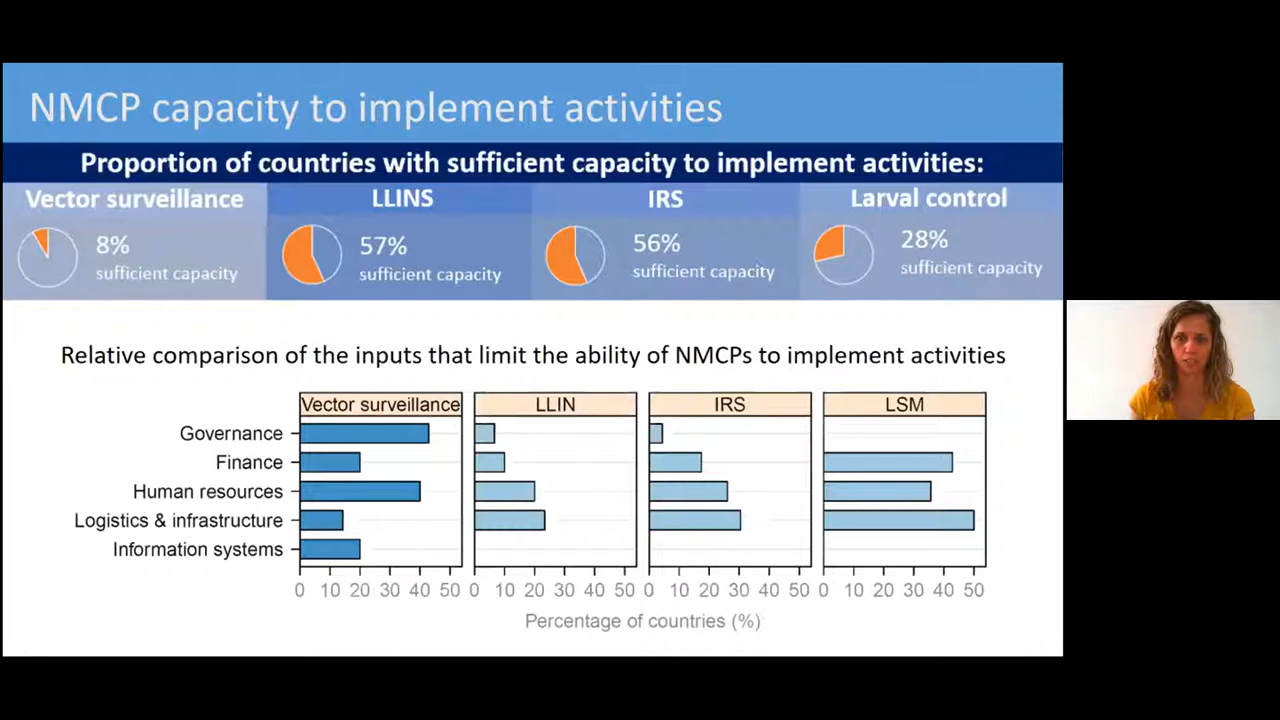 NMCP capacity to implement activities
Proportion of countries with sufficient capacity to implement activities:
Vector surveillance
8%
sufficient capacity
LLINS
57%
sufficient capacity
IRS
56%
sufficient capacity
Larval control
28%
sufficient capacity
Relative comparison of the inputs that limit the ability of NMCPs to implement activities
Vector surveillance LLIN IRS LSM
Governance
Finance
Human resources
Logistics & infrastructure
Information systems
0 10 20 30 40 50 0 10 20 30 40 50 0 10 20 30 40 50 0 10 20 30 40 50
Percentage of countries (%)